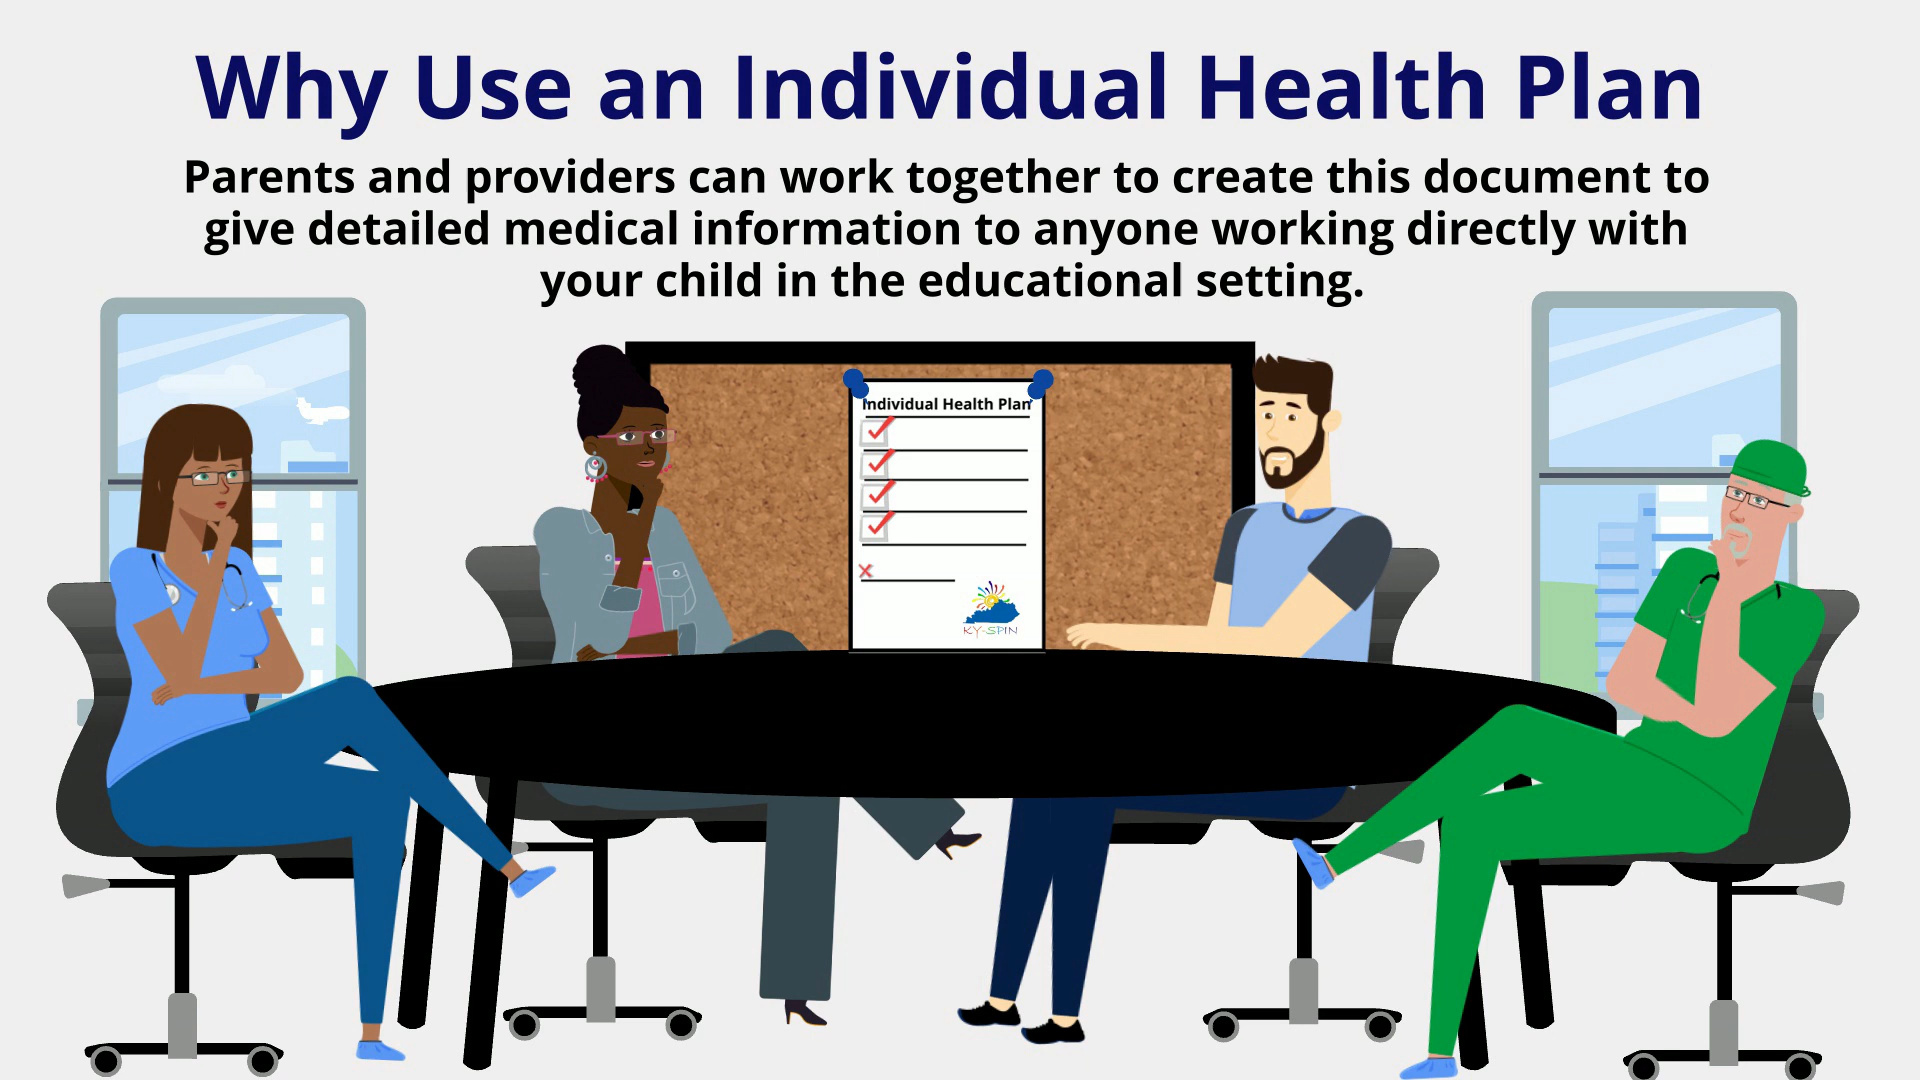 Why Use an Individual Health Plan
Parents and providers can work together to create this document to
give detailed medical information to anyone working directly with
your child in the educational setting.
Individual Health Plan
KY-SPIN